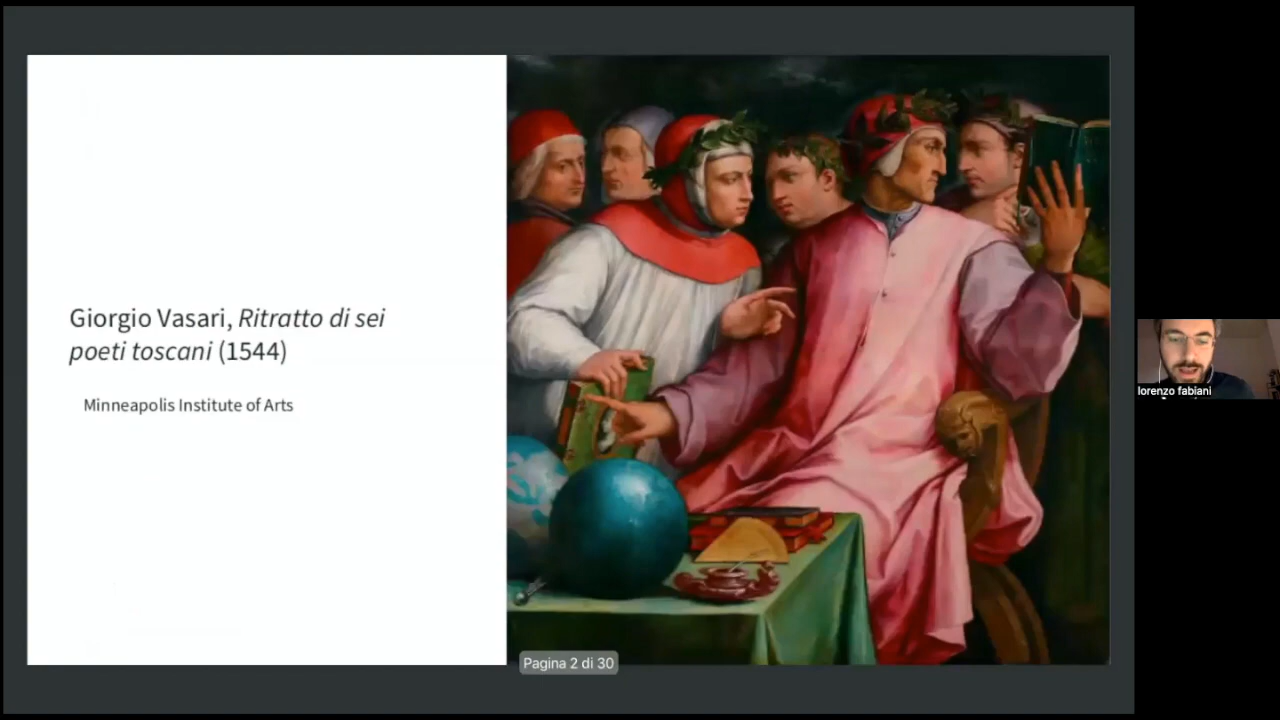 Giorgio Vasari, Ritratto di sei
poeti toscani (1544)
Minneapolis Institute of Arts
Pagina 2 di 30
lorenzo fabiani